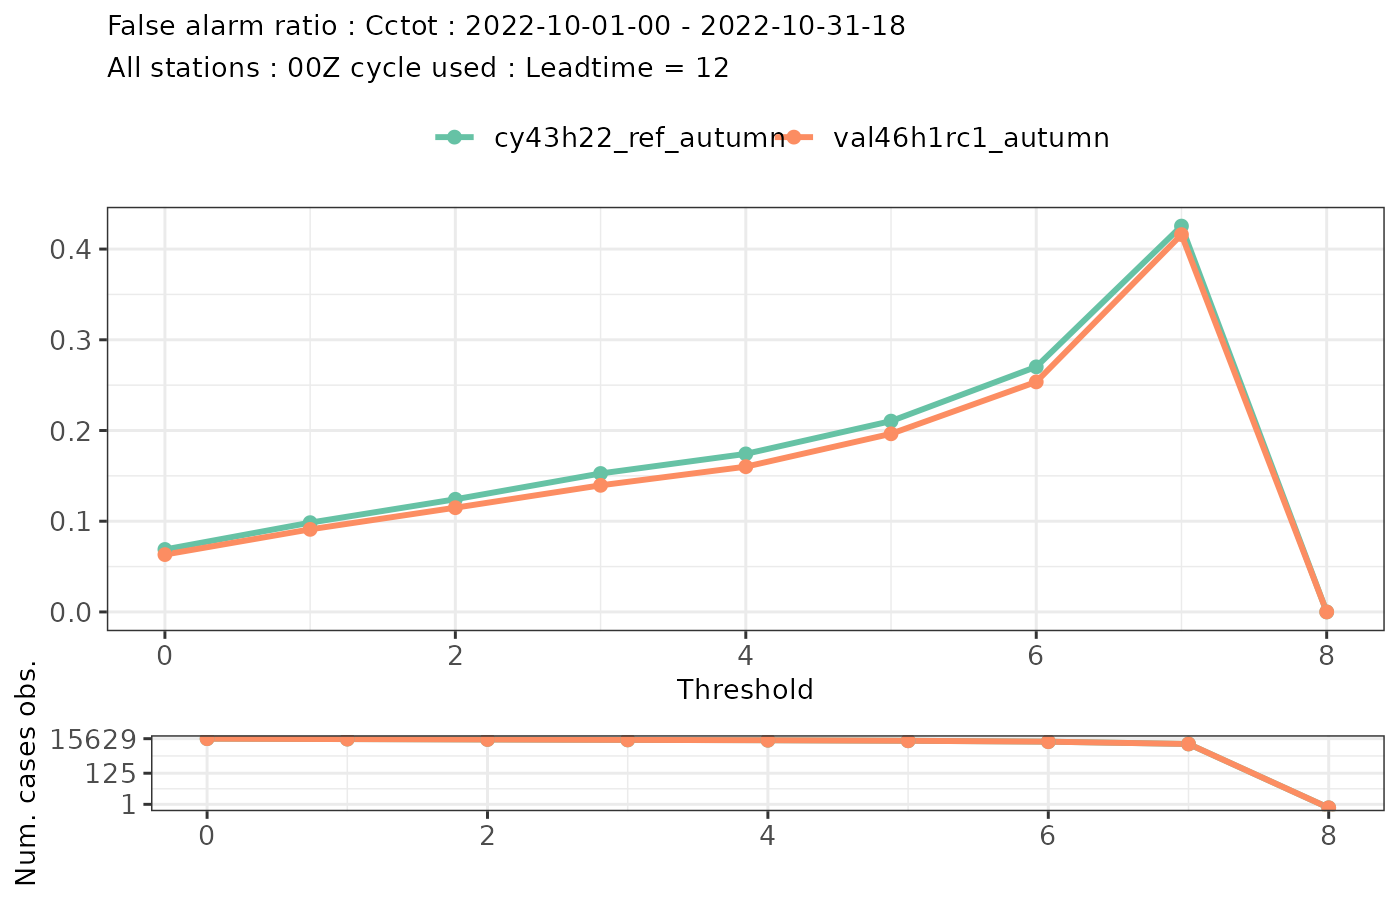 False alarm ratio : Cctot : 2022-10-01-00 - 2022-10-31-18
All stations : 00Z cycle used : Leadtime = 12
cy43h22_ref_autumn val46h1rc1_autumn
0.4
0.3
0.2
0.1
0.0
0 2 4 6 8
Threshold
Num. cases obs.
15629
125
1
0 2 4 6 8